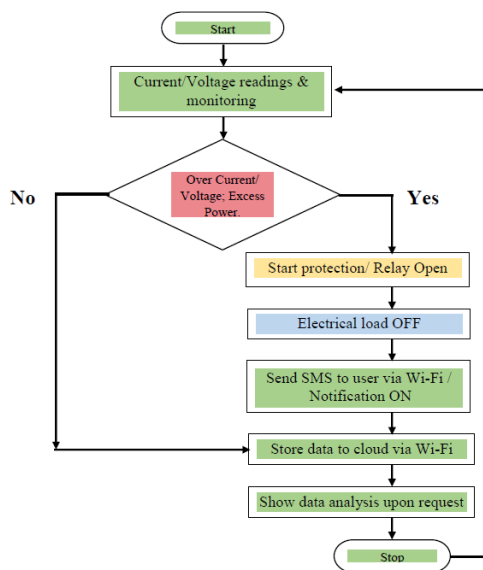 Start
Current/Voltage readings &
monitoring
Over Current/
Voltage; Excess
Power.
No
Yes
Start protection/ Relay Open
Electrical load OFF
Send SMS to user via Wi-Fi /
Notification ON
Store data to cloud via Wi-Fi
Show data analysis upon request
Stop